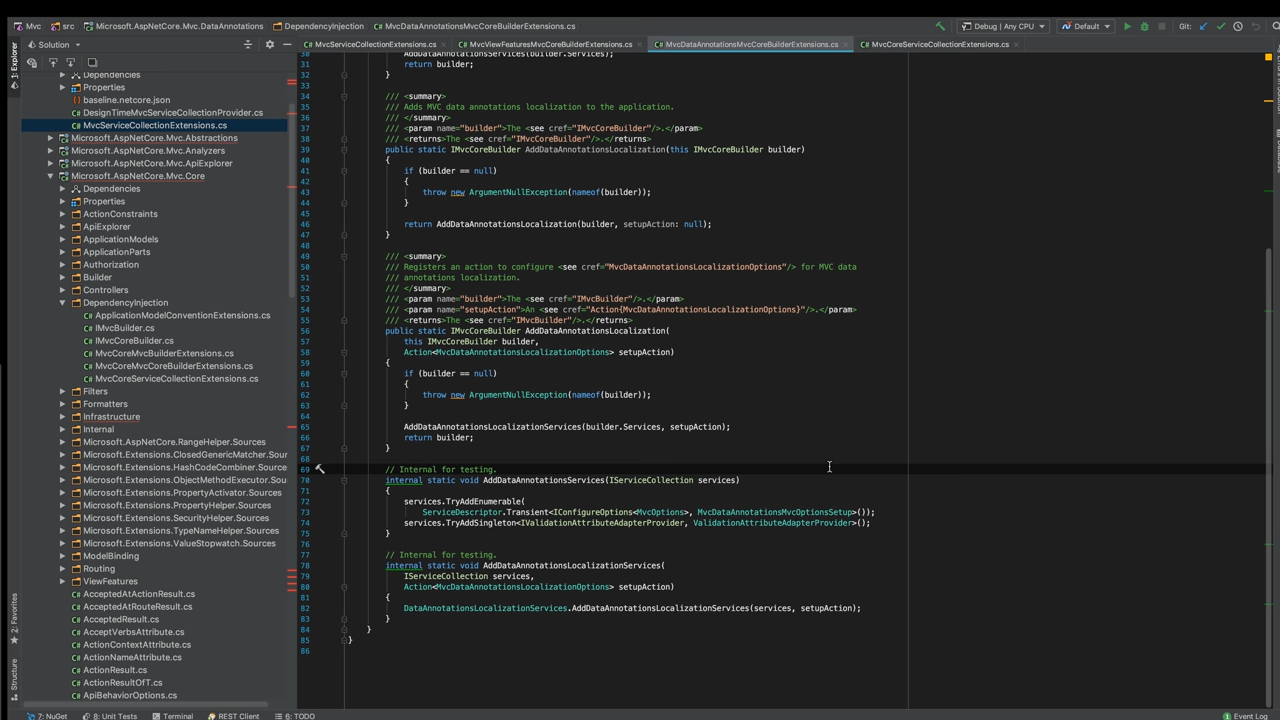 Mvc
src
Microsoft.AspNetCore.Mvc.DataAnnotations
DependencyInjection
MvcDataAnnotationsMvcCoreBuilderExtensions.cs
Debug | Any CPU
Default
Git:
Solution
MvcServiceCollectionExtensions.cs
MvcViewFeaturesMvcCoreBuilderExtensions.cs
MvcDataAnnotationsMvcCoreBuilderExtensions.cs
MvcCoreServiceCollectionExtensions.cs
1: Explorer
2: Favorites
Structure
Dependencies
Properties
baseline.netcore.json
DesignTimeMvcServiceCollectionProvider.cs
MvcServiceCollectionExtensions.cs
Microsoft.AspNetCore.Mvc.Abstractions
Microsoft.AspNetCore.Mvc.Analyzers
Microsoft.AspNetCore.Mvc.ApiExplorer
Microsoft.AspNetCore.Mvc.Core
Dependencies
Properties
ActionConstraints
ApiExplorer
ApplicationModels
ApplicationParts
Authorization
Builder
Controllers
DependencyInjection
ApplicationModelConventionExtensions.cs
IMvcBuilder.cs
IMvcCoreBuilder.cs
MvcCoreMvcBuilderExtensions.cs
MvcCoreMvcCoreBuilderExtensions.cs
MvcCoreServiceCollectionExtensions.cs
Filters
Formatters
Infrastructure
Internal
Microsoft.AspNetCore.RangeHelper.Sources
Microsoft.Extensions.ClosedGenericMatcher.Sour
Microsoft.Extensions.HashCodeCombiner.Source
Microsoft.Extensions.ObjectMethodExecutor.Sour
Microsoft.Extensions.PropertyActivator.Sources
Microsoft.Extensions.PropertyHelper.Sources
Microsoft.Extensions.SecurityHelper.Sources
Microsoft.Extensions.TypeNameHelper.Sources
Microsoft.Extensions.ValueStopwatch.Sources
ModelBinding
Routing
ViewFeatures
AcceptedAtActionResult.cs
AcceptedAtRouteResult.cs
AcceptedResult.cs
AcceptVerbsAttribute.cs
ActionContextAttribute.cs
ActionNameAttribute.cs
ActionResult.cs
ActionResultOfT.cs
ApiBehaviorOptions.cs
30 AddDataAnnotationsServices(builder.Services);
31 return builder;
32 }
33
34 /// <summary>
35 /// Adds MVC data annotations localization to the application.
36 /// </summary>
37 /// <param name="builder">The <see cref="IMvcCoreBuilder"/>.</param>
38 /// <returns>The <see cref="IMvcCoreBuilder"/>.</returns>
39 public static IMvcCoreBuilder AddDataAnnotationsLocalization(this IMvcCoreBuilder builder)
40 {
41 if (builder == null)
42 {
43 throw new ArgumentNullException(nameof(builder));
44 }
45
46 return AddDataAnnotationsLocalization(builder, setupAction: null);
47 }
48
49 /// <summary>
50 /// Registers an action to configure <see cref="MvcDataAnnotationsLocalizationOptions"/> for MVC data
51 /// annotations localization.
52 /// </summary>
53 /// <param name="builder">The <see cref="IMvcBuilder"/>.</param>
54 /// <param name="setupAction">An <see cref="Action{MvcDataAnnotationsLocalizationOptions}"/>.</param>
55 /// <returns>The <see cref="IMvcBuilder"/>.</returns>
56 public static IMvcCoreBuilder AddDataAnnotationsLocalization(
57 this IMvcCoreBuilder builder,
58 Action<MvcDataAnnotationsLocalizationOptions> setupAction)
59 {
60 if (builder == null)
61 {
62 throw new ArgumentNullException(nameof(builder));
63 }
64
65 AddDataAnnotationsLocalizationServices(builder.Services, setupAction);
66 return builder;
67 }
68
69 // Internal for testing.
70 internal static void AddDataAnnotationsServices(IServiceCollection services)
71 {
72 services.TryAddEnumerable(
73 ServiceDescriptor.Transient<IConfigureOptions<MvcOptions>, MvcDataAnnotationsMvcOptionsSetup>());
74 services.TryAddSingleton<IValidationAttributeAdapterProvider, ValidationAttributeAdapterProvider>();
75 }
76
77 // Internal for testing.
78 internal static void AddDataAnnotationsLocalizationServices(
79 IServiceCollection services,
80 Action<MvcDataAnnotationsLocalizationOptions> setupAction)
81 {
82 DataAnnotationsLocalizationServices.AddDataAnnotationsLocalizationServices(services, setupAction);
83 }
84 }
85 }
86
7: NuGet
8: Unit Tests
Terminal
REST Client
6: TODO
1 Event Log